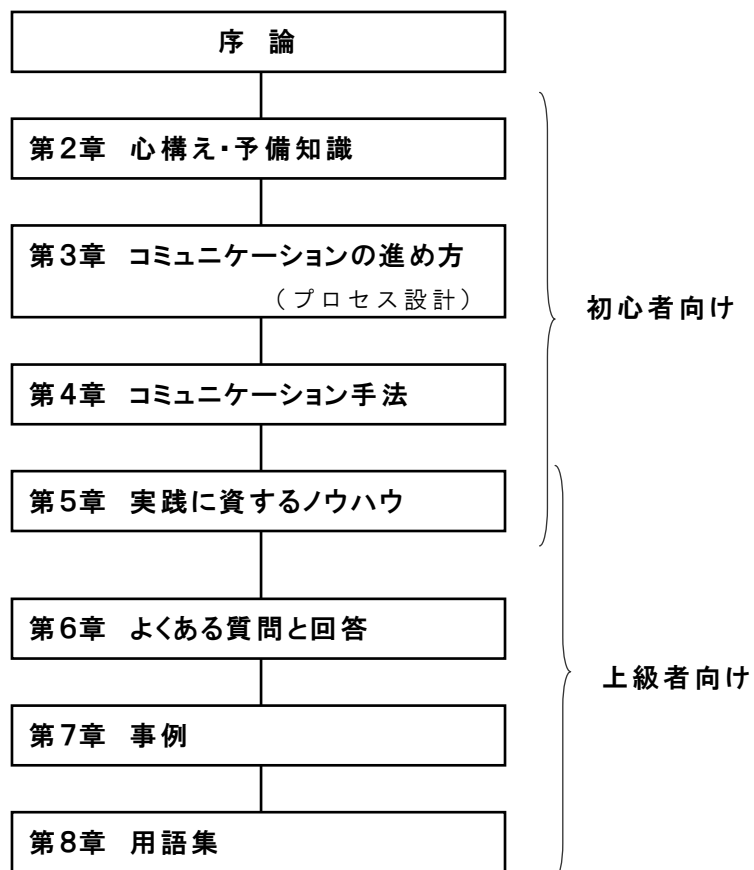 序 論
第2章 心構え・予備知識
第3章 コミュニケーションの進め方
（プロセス設計）
初心者向け
第4章 コミュニケーション手法
第5章 実践に資するノウハウ
第6章 よくある質問と回答
上級者向け
第7章 事例
第8章 用語集